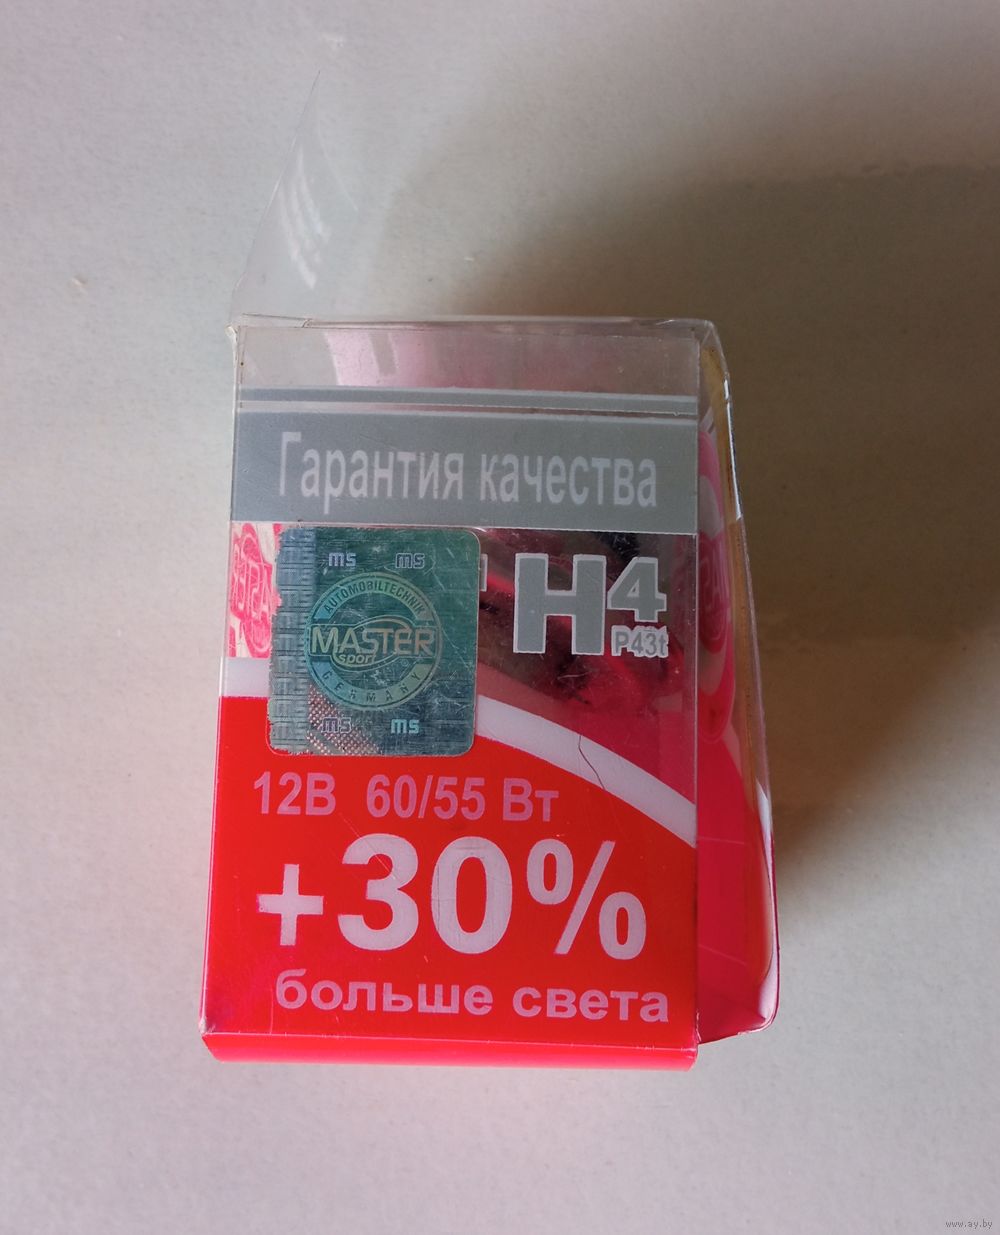 Гарантия качества
ms ms
AUTOMOBILTECHNIK
MASTER
sport
GERMANY
ms ms
H4
P43t
12В 60/55 Вт
+30%
больше света
www.ay.by